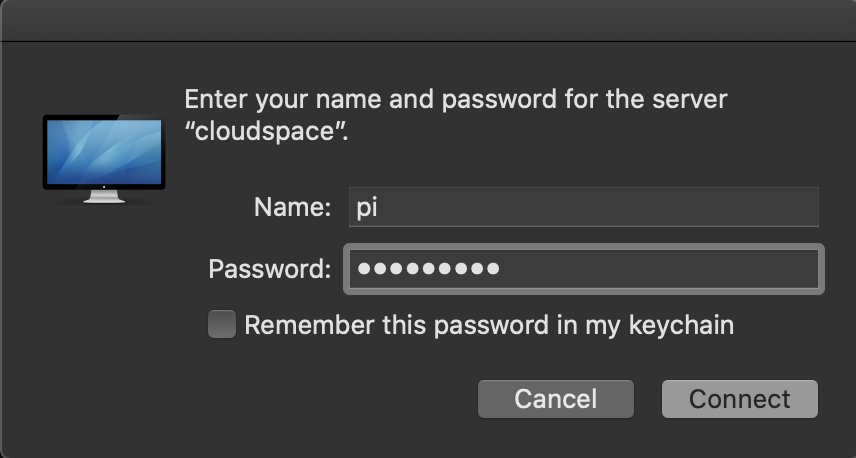 Enter your name and password for the server
“cloudspace”.
Name: pi
Password: •••••••••
Remember this password in my keychain
Cancel Connect